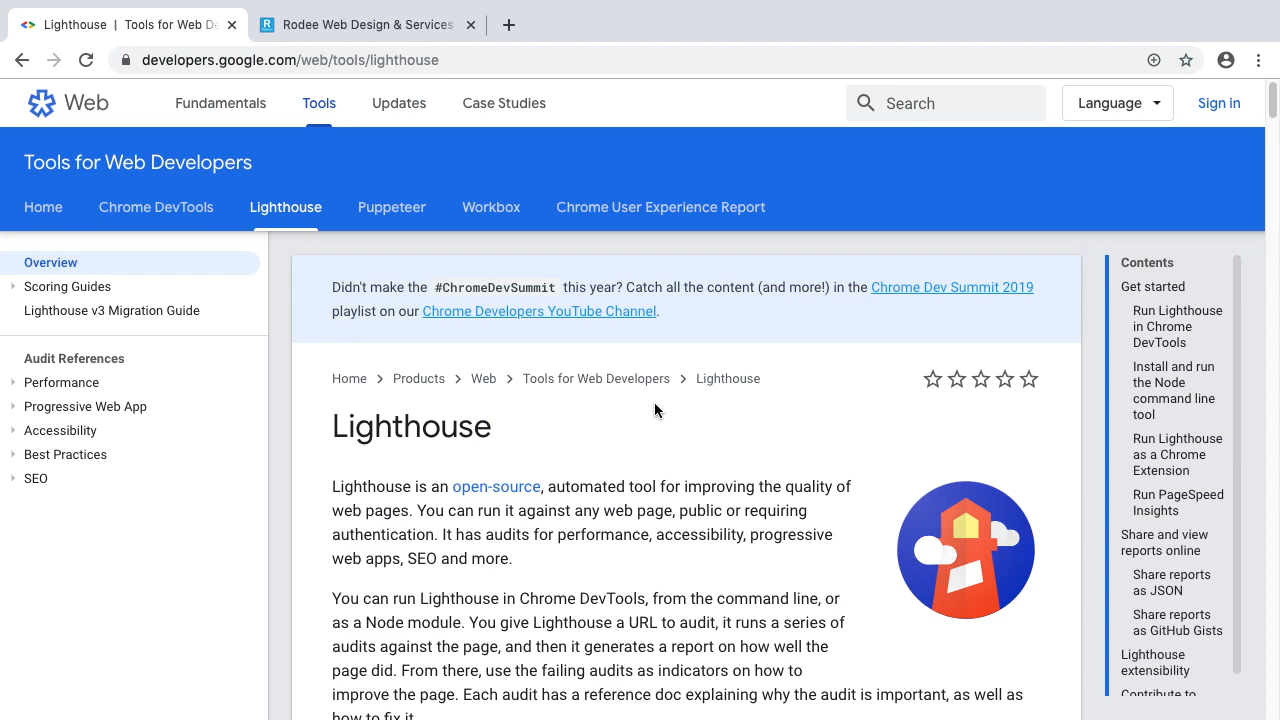 Lighthouse | Tools for Web De
Rodee Web Design & Services
developers.google.com/web/tools/lighthouse
Web
Fundamentals
Tools
Updates
Case Studies
Search
Language
Sign in
Tools for Web Developers
Home
Chrome DevTools
Lighthouse
Puppeteer
Workbox
Chrome User Experience Report
Overview
Scoring Guides
Lighthouse v3 Migration Guide
Audit References
Performance
Progressive Web App
Accessibility
Best Practices
SEO
Didn't make the #ChromeDevSummit this year? Catch all the content (and more!) in the Chrome Dev Summit 2019
playlist on our Chrome Developers YouTube Channel.
Home > Products > Web > Tools for Web Developers > Lighthouse
Lighthouse
Lighthouse is an open-source, automated tool for improving the quality of
web pages. You can run it against any web page, public or requiring
authentication. It has audits for performance, accessibility, progressive
web apps, SEO and more.
You can run Lighthouse in Chrome DevTools, from the command line, or
as a Node module. You give Lighthouse a URL to audit, it runs a series of
audits against the page, and then it generates a report on how well the
page did. From there, use the failing audits as indicators on how to
improve the page. Each audit has a reference doc explaining why the audit is important, as well as
how to fix it.
Contents
Get started
Run Lighthouse
in Chrome
DevTools
Install and run
the Node
command line
tool
Run Lighthouse
as a Chrome
Extension
Run PageSpeed
Insights
Share and view
reports online
Share reports
as JSON
Share reports
as GitHub Gists
Lighthouse
extensibility
Contribute to